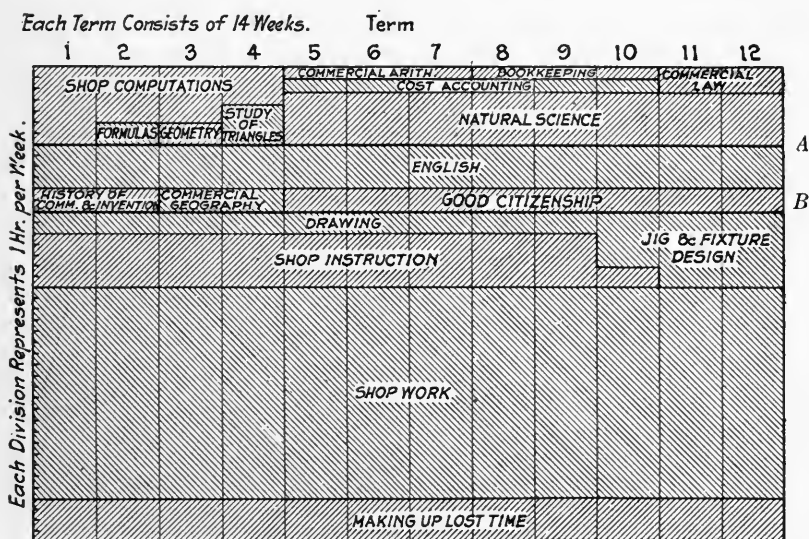 Each Term Consists of 14 Weeks. Term
1 2 3 4 5 6 7 8 9 10 11 12
COMMERCIAL ARITH. BOOKKEEPING COMMERCIAL
LAW
SHOP COMPUTATIONS
COST ACCOUNTING
STUDY
OF
TRIANGLES
NATURAL SCIENCE
FORMULAS GEOMETRY
A
ENGLISH
HISTORY OF
COMM. & INVENTION
COMMERCIAL
GEOGRAPHY
GOOD CITIZENSHIP
B
DRAWING
JIG & FIXTURE
DESIGN
SHOP INSTRUCTION
SHOP WORK
MAKING UP LOST TIME
Each Division Represents 1 Hr. per Week.